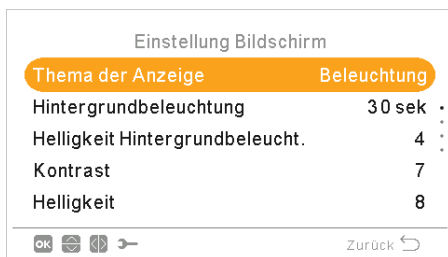 Einstellung Bildschirm
Thema der Anzeige Beleuchtung
Hintergrundbeleuchtung 30 sek
Helligkeit Hintergrundbeleucht. 4
Kontrast 7
Helligkeit 8
OK Zurück